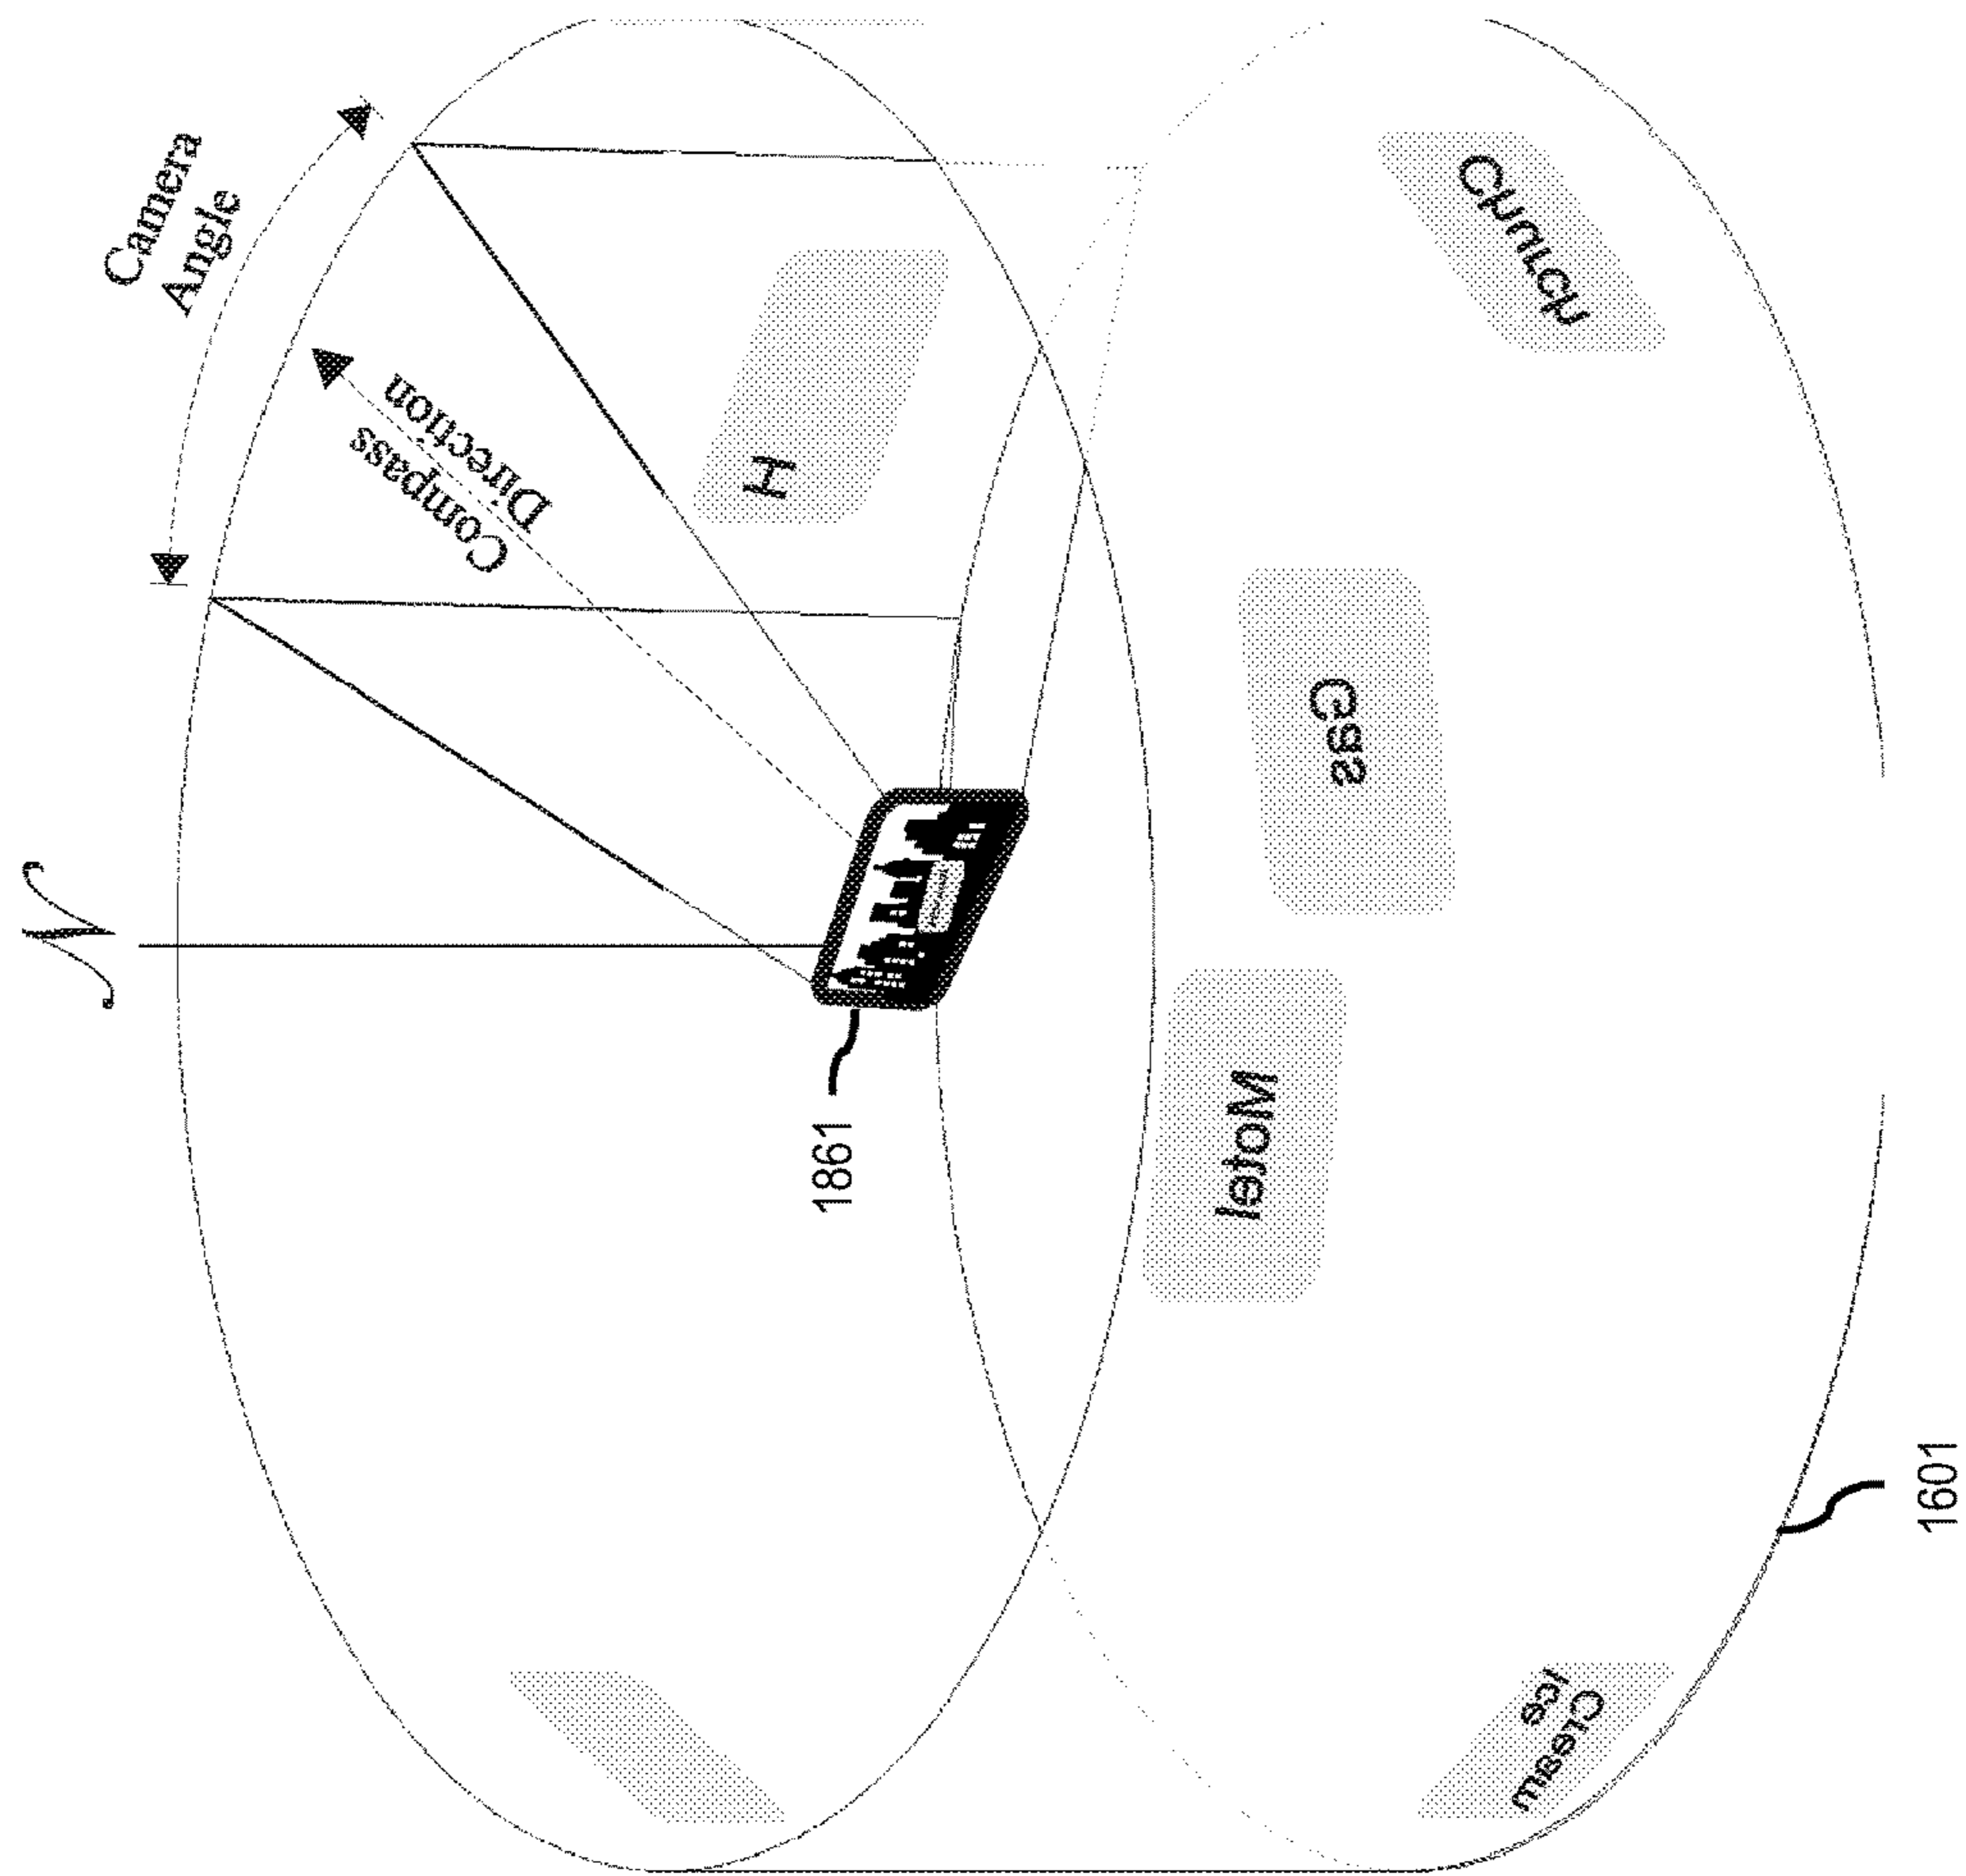 N
Camera
Angle
Compass
Direction
H
1861
Church
Gas
Motel
Ice
Cream
1601